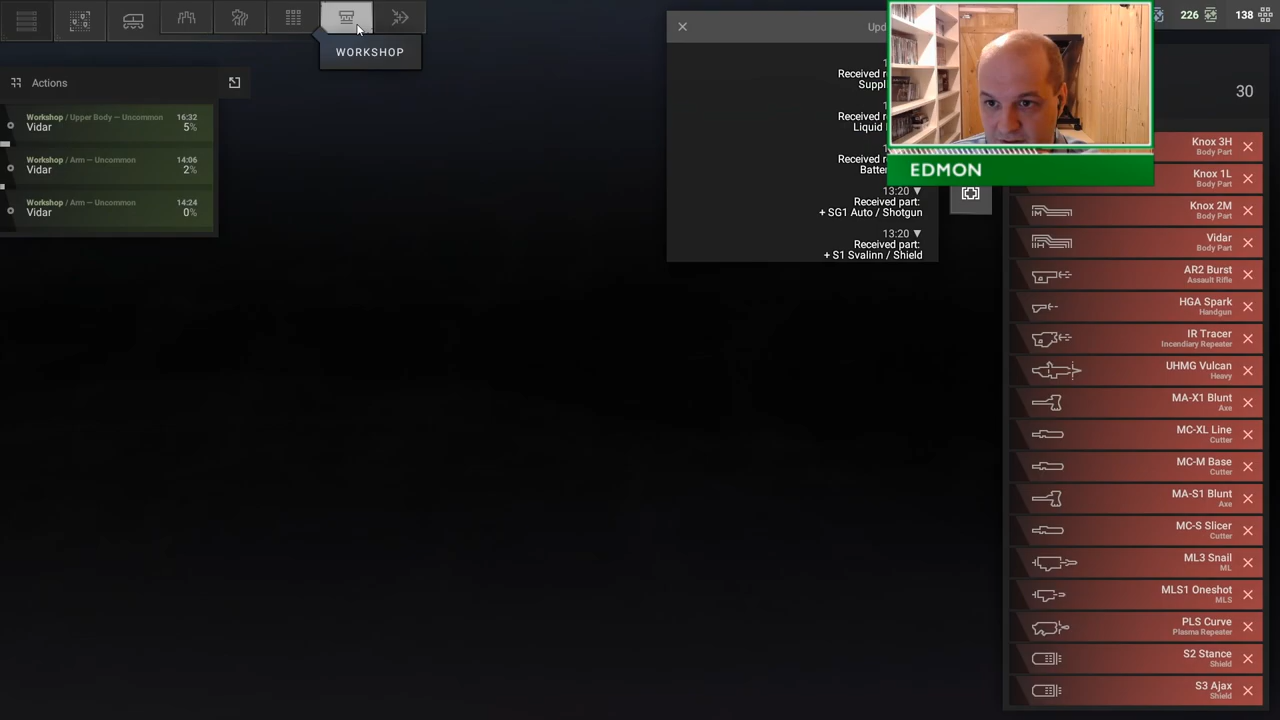 226
138
WORKSHOP
Upd
Actions
Workshop / Upper Body — Uncommon 16:32
Vidar 5%
Workshop / Arm — Uncommon 14:06
Vidar 2%
Workshop / Arm — Uncommon 14:24
Vidar 0%
Received r
Suppl
Received r
Liquid
Received r
Batter
13:20 ▼
Received part:
+ SG1 Auto / Shotgun
13:20 ▼
Received part:
+ S1 Svalinn / Shield
EDMON
30
Knox 3H
Body Part
Knox 1L
Body Part
Knox 2M
Body Part
Vidar
Body Part
AR2 Burst
Assault Rifle
HGA Spark
Handgun
IR Tracer
Incendiary Repeater
UHMG Vulcan
Heavy
MA-X1 Blunt
Axe
MC-XL Line
Cutter
MC-M Base
Cutter
MA-S1 Blunt
Axe
MC-S Slicer
Cutter
ML3 Snail
ML
MLS1 Oneshot
MLS
PLS Curve
Plasma Repeater
S2 Stance
Shield
S3 Ajax
Shield